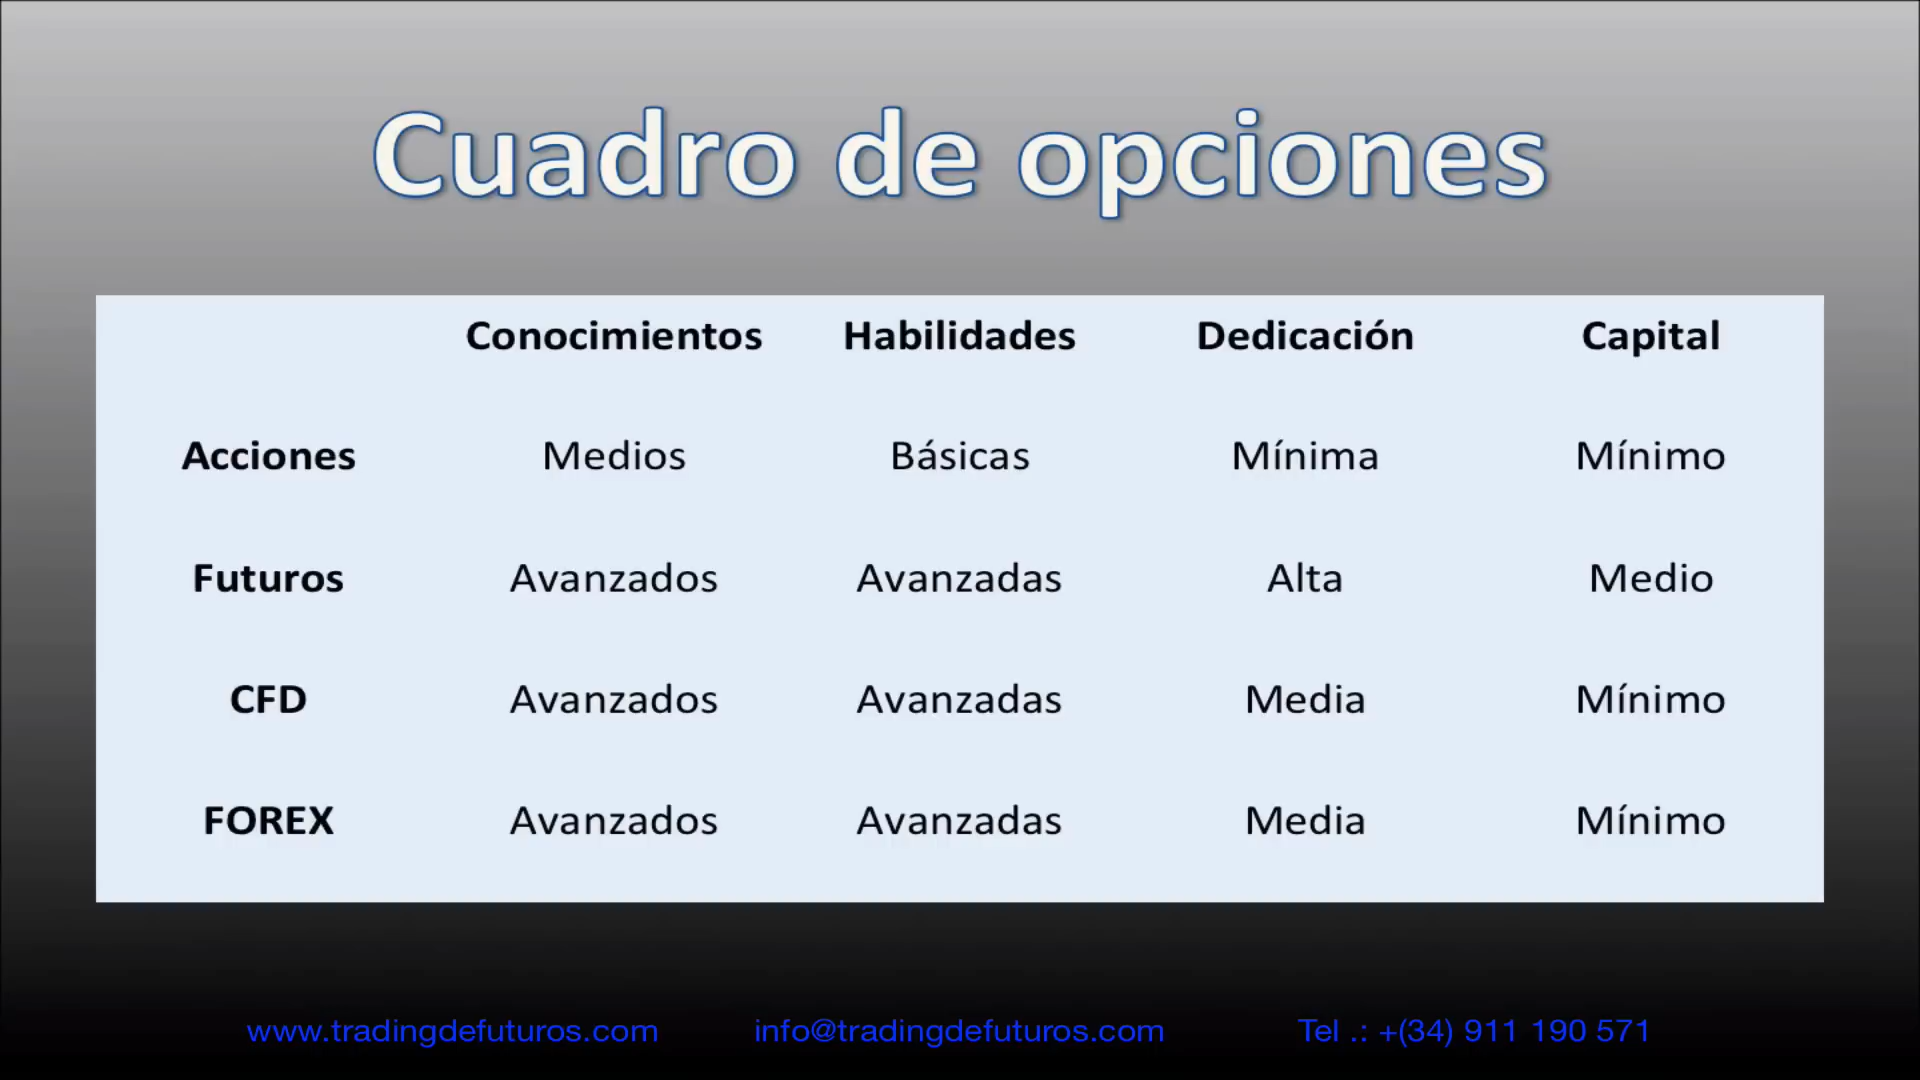 Cuadro de opciones
Conocimientos Habilidades Dedicación Capital
Acciones Medios Básicas Mínima Mínimo
Futuros Avanzados Avanzadas Alta Medio
CFD Avanzados Avanzadas Media Mínimo
FOREX Avanzados Avanzadas Media Mínimo
www.tradingdefuturos.com info@tradingdefuturos.com Tel .: +(34) 911 190 571